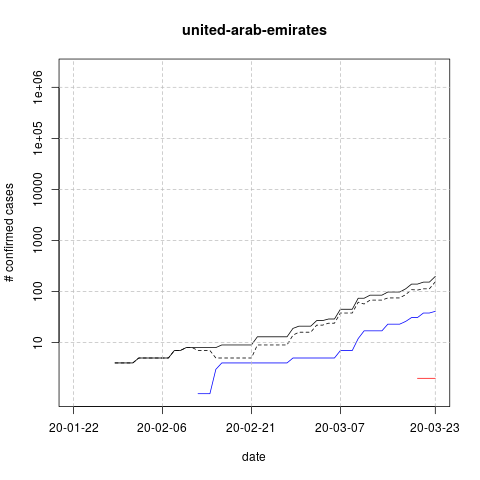 united-arab-emirates
# confirmed cases
1e+06
1e+05
10000
1000
100
10
20-01-22
20-02-06
20-02-21
20-03-07
20-03-23
date